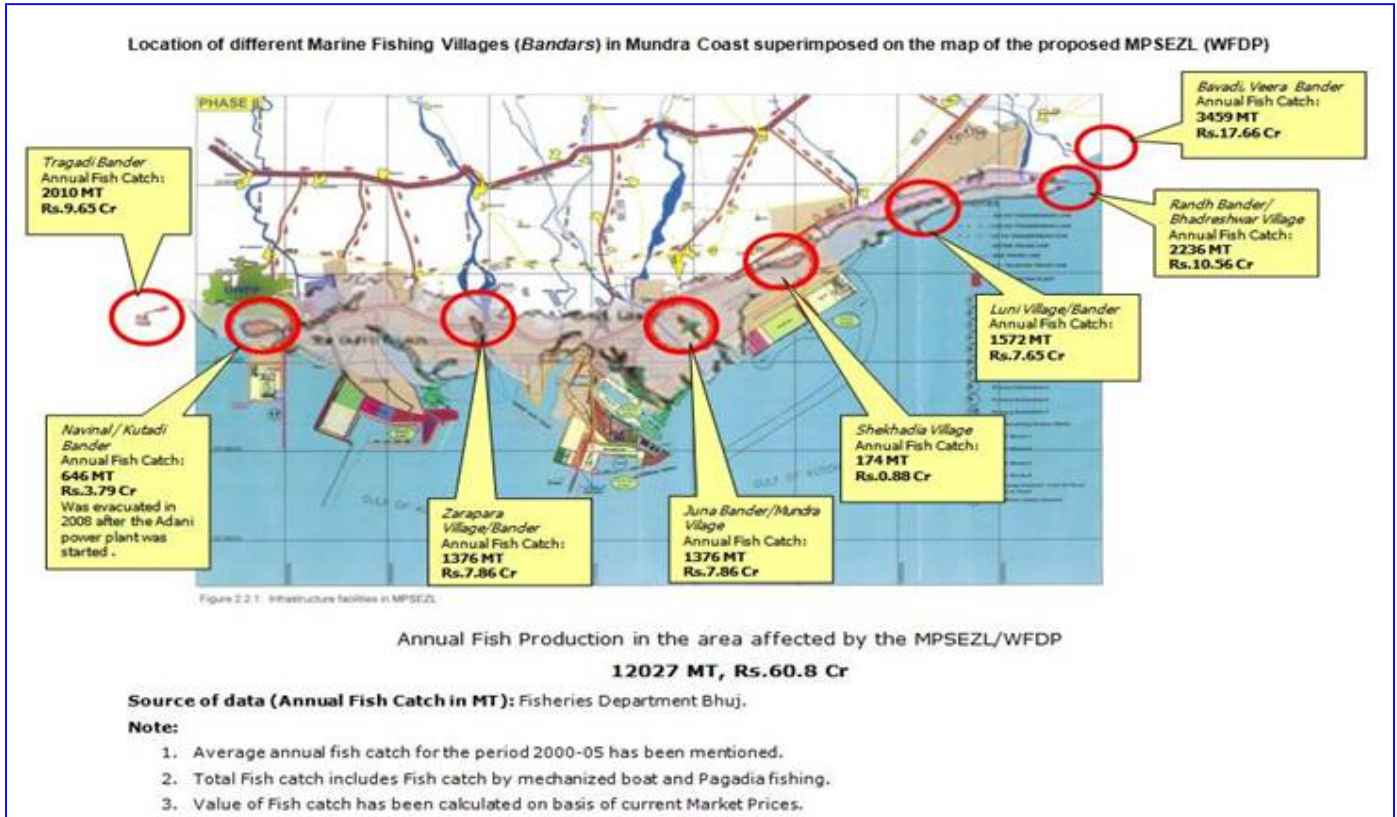 Location of different Marine Fishing Villages (Bandars) in Mundra Coast superimposed on the map of the proposed MPSEZL (WFDP)
PHASE II
Bavadi, Veera Bander
Annual Fish Catch:
3459 MT
Rs.17.66 Cr
Tragadi Bander
Annual Fish Catch:
2010 MT
Rs.9.65 Cr
Randh Bander/
Bhadreshwar Village
Annual Fish Catch:
2236 MT
Rs.10.56 Cr
Luni Village/Bander
Annual Fish Catch:
1572 MT
Rs.7.65 Cr
Navinal/ Kutadi
Bander
Annual Fish Catch:
646 MT
Rs.3.79 Cr
Was evacuated in
2008 after the Adani
power plant was
started .
Shekhadia Village
Annual Fish Catch:
174 MT
Rs.0.88 Cr
Zarapara
Village/Bander
Annual Fish Catch:
1376 MT
Rs.7.86 Cr
Juna Bander/Mundra
Vilage
Annual Fish Catch:
1376 MT
Rs.7.86 Cr
GULF OF KUTCH
Figure 2.2.1: Infrastructure facilities in MPSEZL
Annual Fish Production in the area affected by the MPSEZL/WFDP
12027 MT, Rs.60.8 Cr
Source of data (Annual Fish Catch in MT): Fisheries Department Bhuj.
Note:
1. Average annual fish catch for the period 2000-05 has been mentioned.
2. Total Fish catch includes Fish catch by mechanized boat and Pagadia fishing.
3. Value of Fish catch has been calculated on basis of current Market Prices.